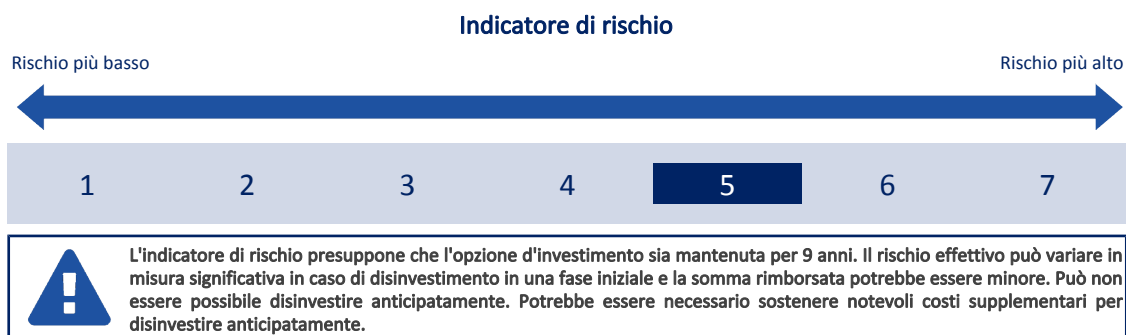 Indicatore di rischio
Rischio più basso
Rischio più alto
1 2 3 4 5 6 7
L'indicatore di rischio presuppone che l'opzione d'investimento sia mantenuta per 9 anni. Il rischio effettivo può variare in
misura significativa in caso di disinvestimento in una fase iniziale e la somma rimborsata potrebbe essere minore. Può non
essere possibile disinvestire anticipatamente. Potrebbe essere necessario sostenere notevoli costi supplementari per
disinvestire anticipatamente.